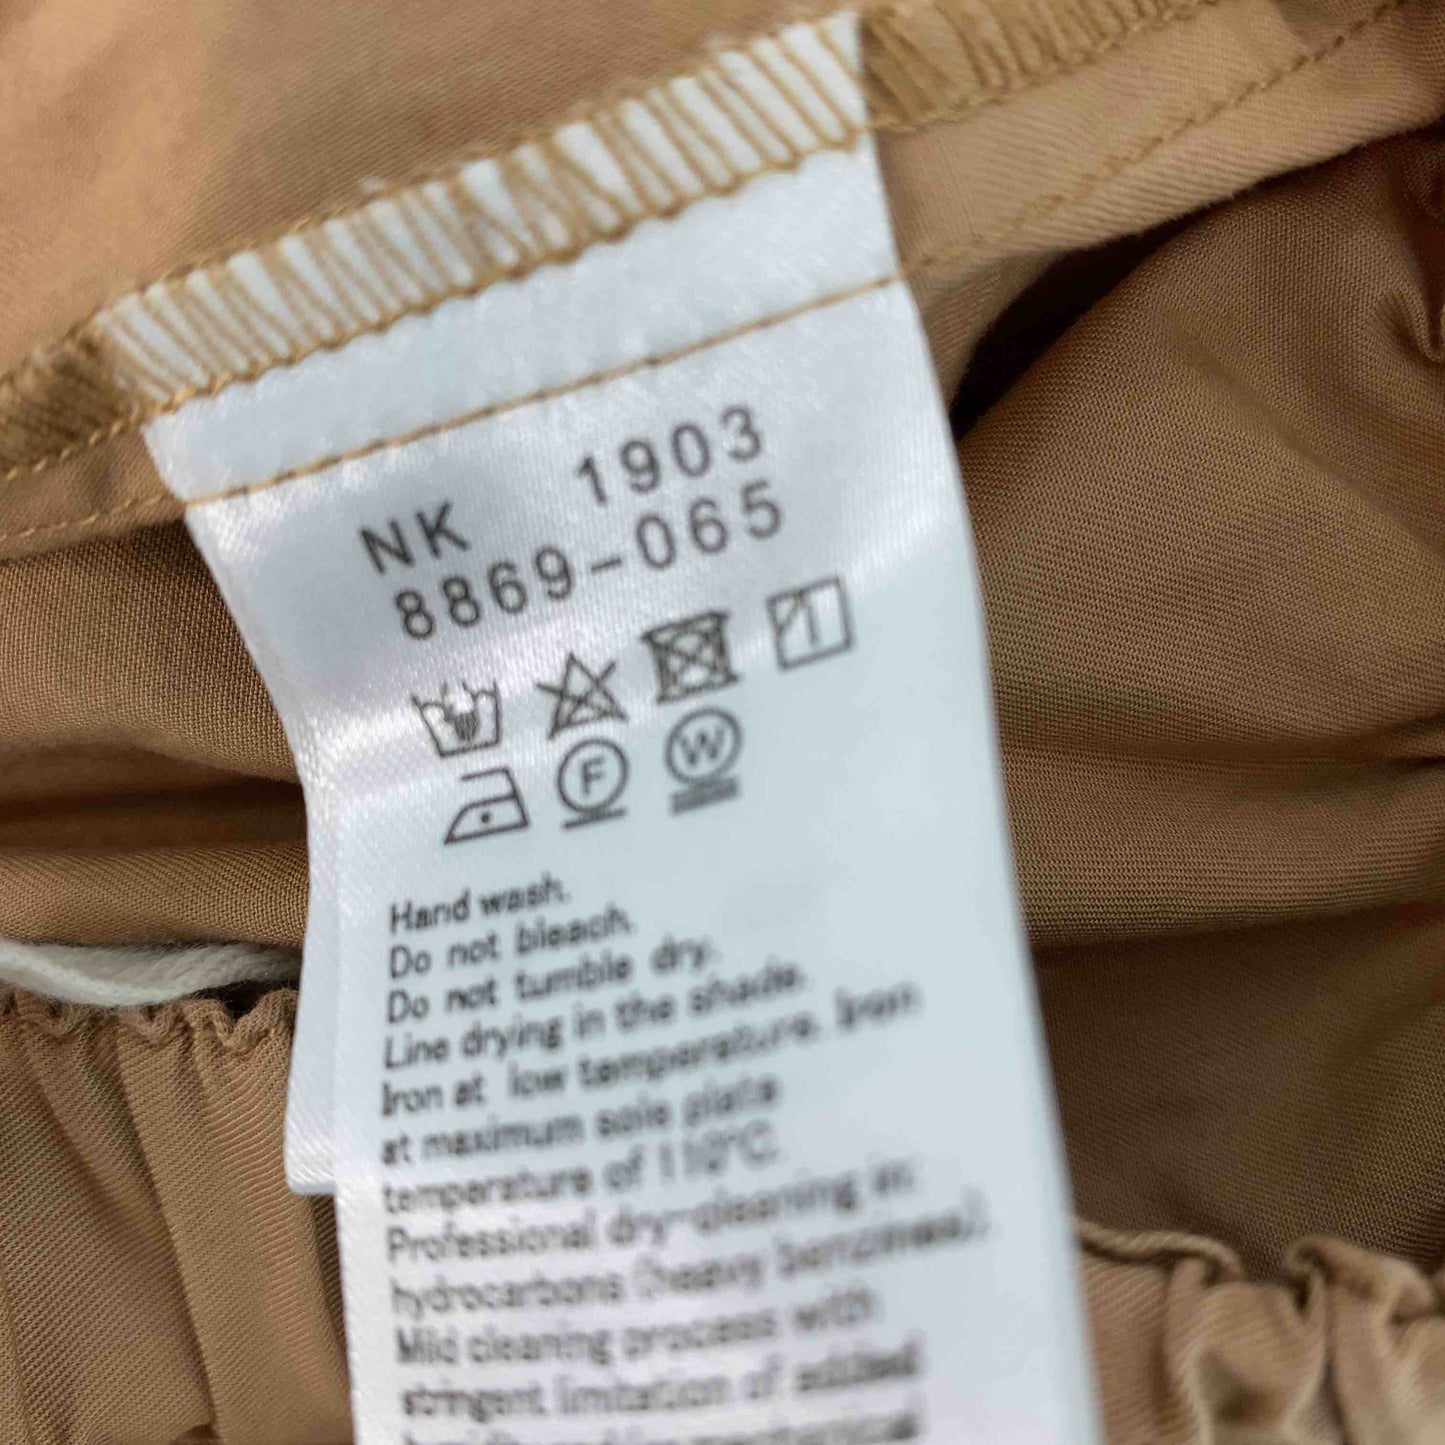 NK 1903
8869-065
F W
Hand wash.
Do not bleach.
Do not tumble dry.
Line drying in the shade.
Iron at low temperature. Iron
at maximum sole plate
temperature of 110°C.
Professional dry-cleaning in:
hydrocarbons (heavy benzines).
Mild cleaning process with
stringent limitation of added
mechanical